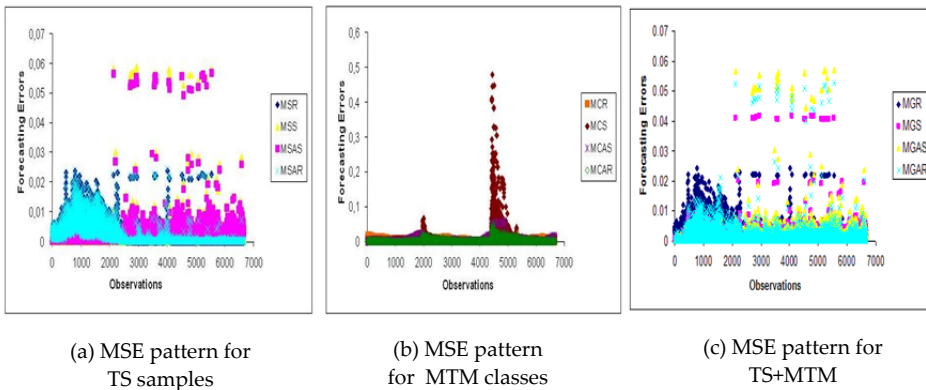 0,07
0,06
0,05
0,04
0,03
0,02
0,01
0
0 1000 2000 3000 4000 5000 6000 7000
Forecasting Errors
Observations
MSR
MSS
MSAS
MSAR
(a) MSE pattern for
TS samples
0,6
0,5
0,4
0,3
0,2
0,1
0
0 1000 2000 3000 4000 5000 6000 7000
Forecasting Errors
Observations
MCR
MCS
MCAS
MCAR
(b) MSE pattern
for MTM classes
0.07
0.06
0.05
0.04
0.03
0.02
0.01
0
0 1000 2000 3000 4000 5000 6000 7000
Forecasting Errors
Observations
MGR
MGS
MGAS
MGAR
(c) MSE pattern for
TS+MTM